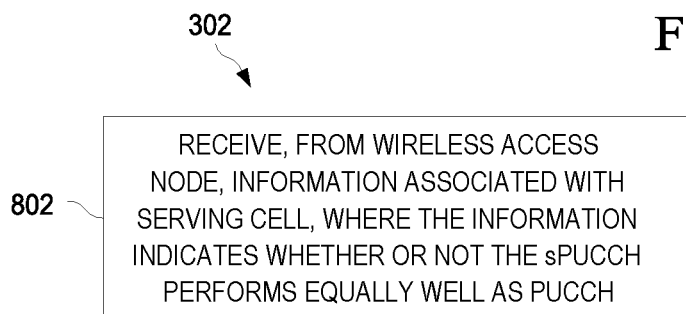 302
F
RECEIVE, FROM WIRELESS ACCESS
NODE, INFORMATION ASSOCIATED WITH
802
SERVING CELL, WHERE THE INFORMATION
INDICATES WHETHER OR NOT THE sPUCCH
PERFORMS EQUALLY WELL AS PUCCH